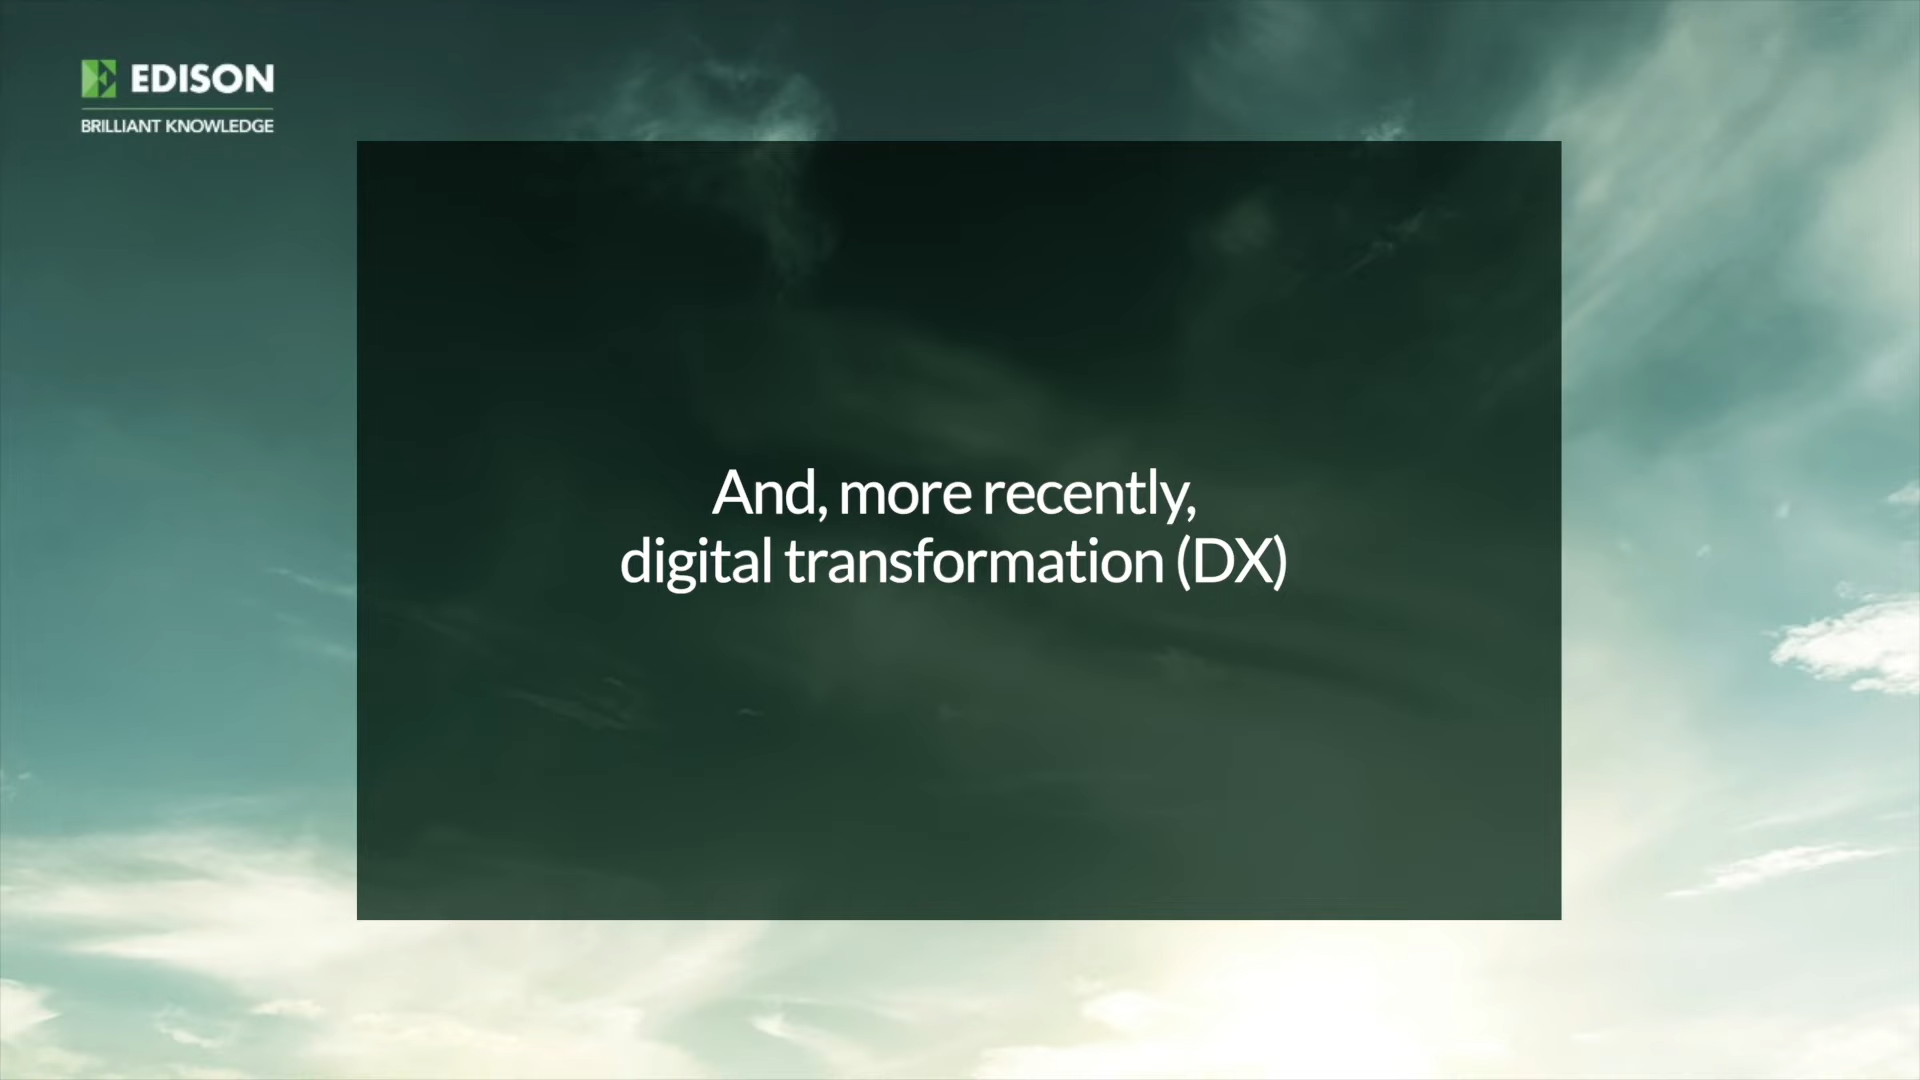 EDISON
BRILLIANT KNOWLEDGE
And, more recently,
digital transformation (DX)